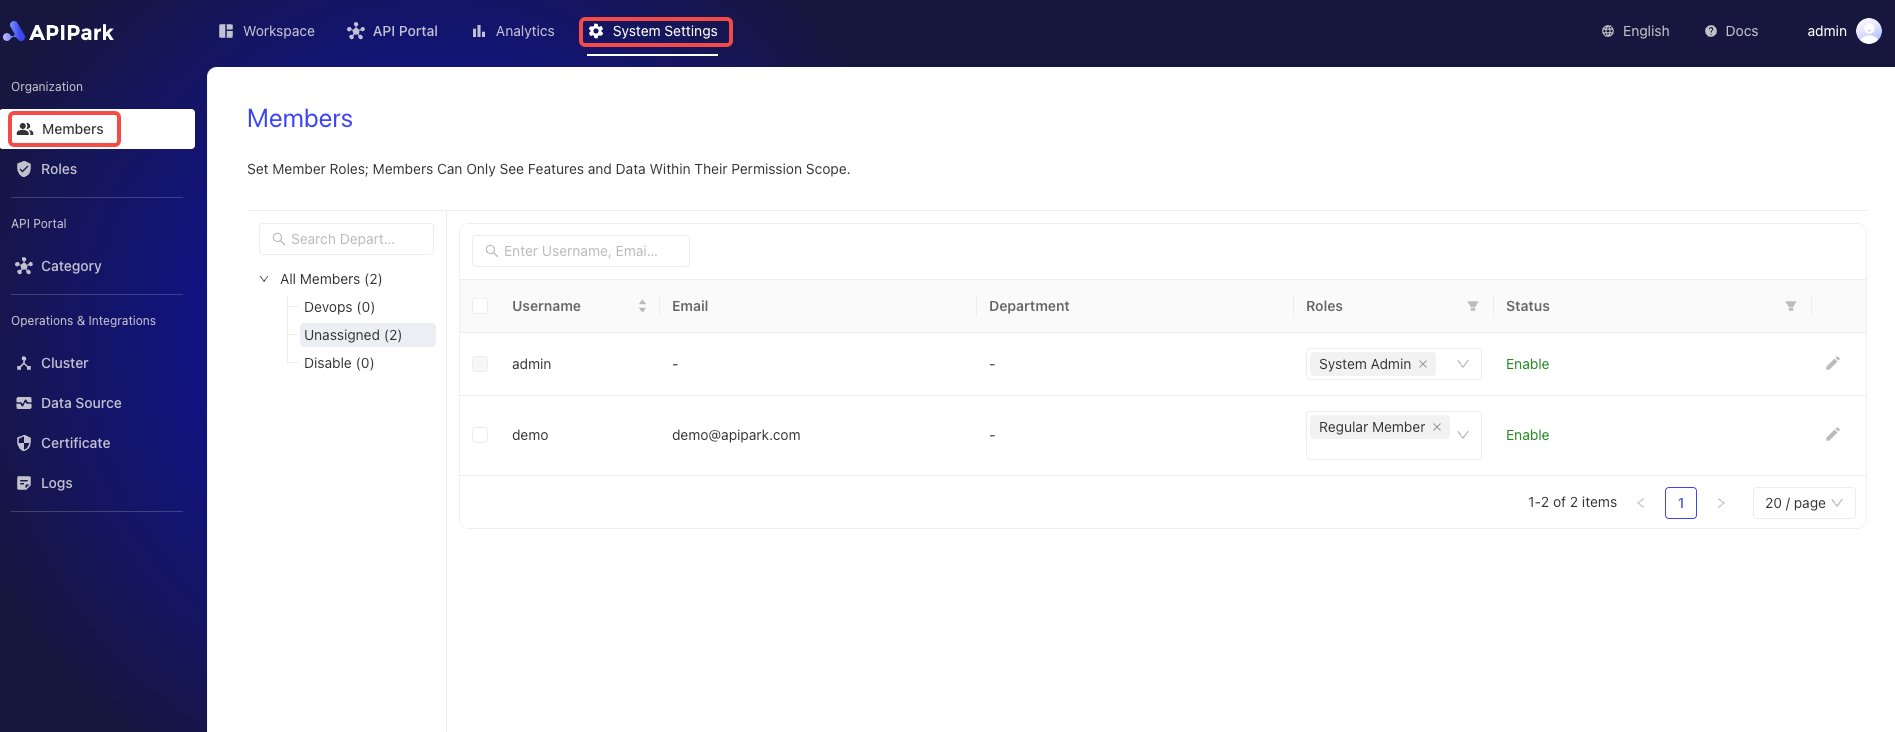 APIPark
Workspace
API Portal
Analytics
System Settings
English
Docs
admin
Organization
Members
Roles
API Portal
Category
Operations & Integrations
Cluster
Data Source
Certificate
Logs
Members
Set Member Roles; Members Can Only See Features and Data Within Their Permission Scope.
Search Depart...
All Members (2)
Devops (0)
Unassigned (2)
Disable (0)
Enter Username, Emai...
Username Email Department Roles Status
admin - - System Admin Enable
demo demo@apipark.com - Regular Member Enable
1-2 of 2 items 1 20 / page